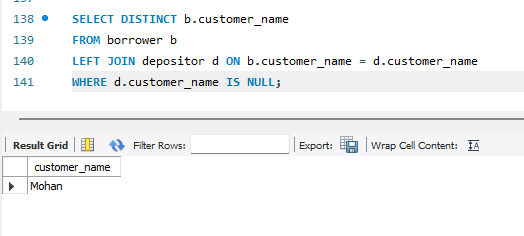 138 SELECT DISTINCT b.customer_name
139 FROM borrower b
140 LEFT JOIN depositor d ON b.customer_name = d.customer_name
141 WHERE d.customer_name IS NULL;
Result Grid Filter Rows: Export: Wrap Cell Content: IA
customer_name
Mohan